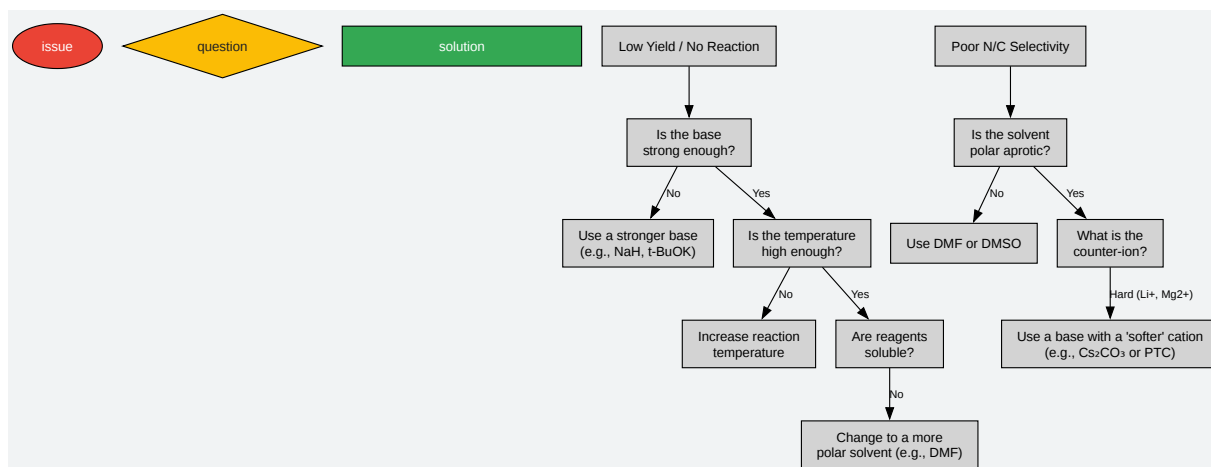 issue
question
solution
Low Yield / No Reaction
Poor N/C Selectivity
Is the base
strong enough?
Is the solvent
polar aprotic?
No
Yes
No
Yes
Use a stronger base
(e.g., NaH, t-BuOK)
Is the temperature
high enough?
Use DMF or DMSO
What is the
counter-ion?
No
Yes
Hard (Li+, Mg2+)
Increase reaction
temperature
Are reagents
soluble?
Use a base with a 'softer' cation
(e.g., Cs₂CO₃ or PTC)
No
Change to a more
polar solvent (e.g., DMF)